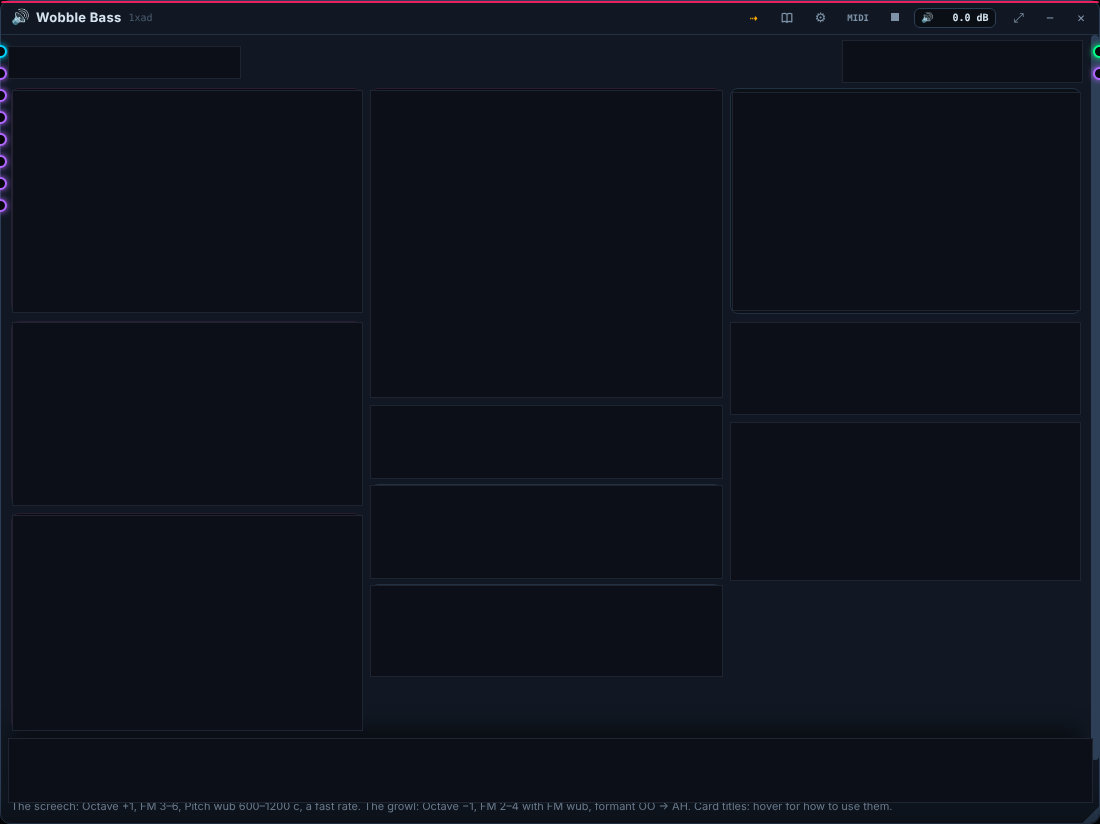 Wobble Bass 1xad MIDI 0.0 dB
The screech: Octave +1, FM 3–6, Pitch wub 600–1200 c, a fast rate. The growl: Octave −1, FM 2–4 with FM wub, formant OO → AH. Card titles: hover for how to use them.